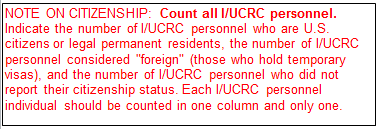 NOTE ON CITIZENSHIP:  Count all I/UCRC personnel.
Indicate the number of I/UCRC personnel who are U.S.
citizens or legal permanent residents, the number of I/UCRC
personnel considered "foreign" (those who hold temporary
visas), and the number of I/UCRC personnel who did not
report their citizenship status. Each I/UCRC personnel
individual should be counted in one column and only one.